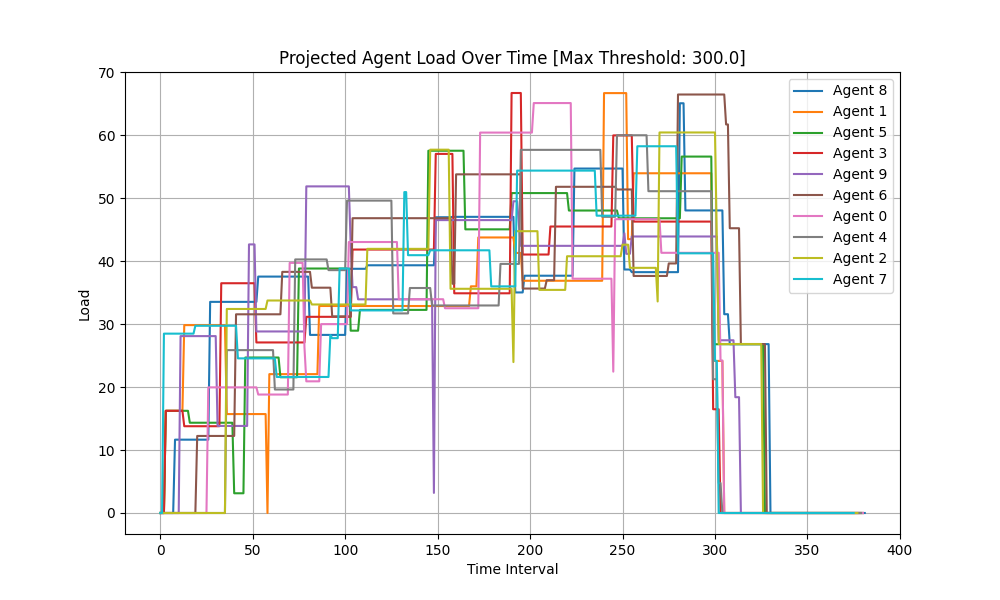 Projected Agent Load Over Time [Max Threshold: 300.0]
Load
70
60
50
40
30
20
10
0
0 50 100 150 200 250 300 350 400
Time Interval
Agent 8
Agent 1
Agent 5
Agent 3
Agent 9
Agent 6
Agent 0
Agent 4
Agent 2
Agent 7